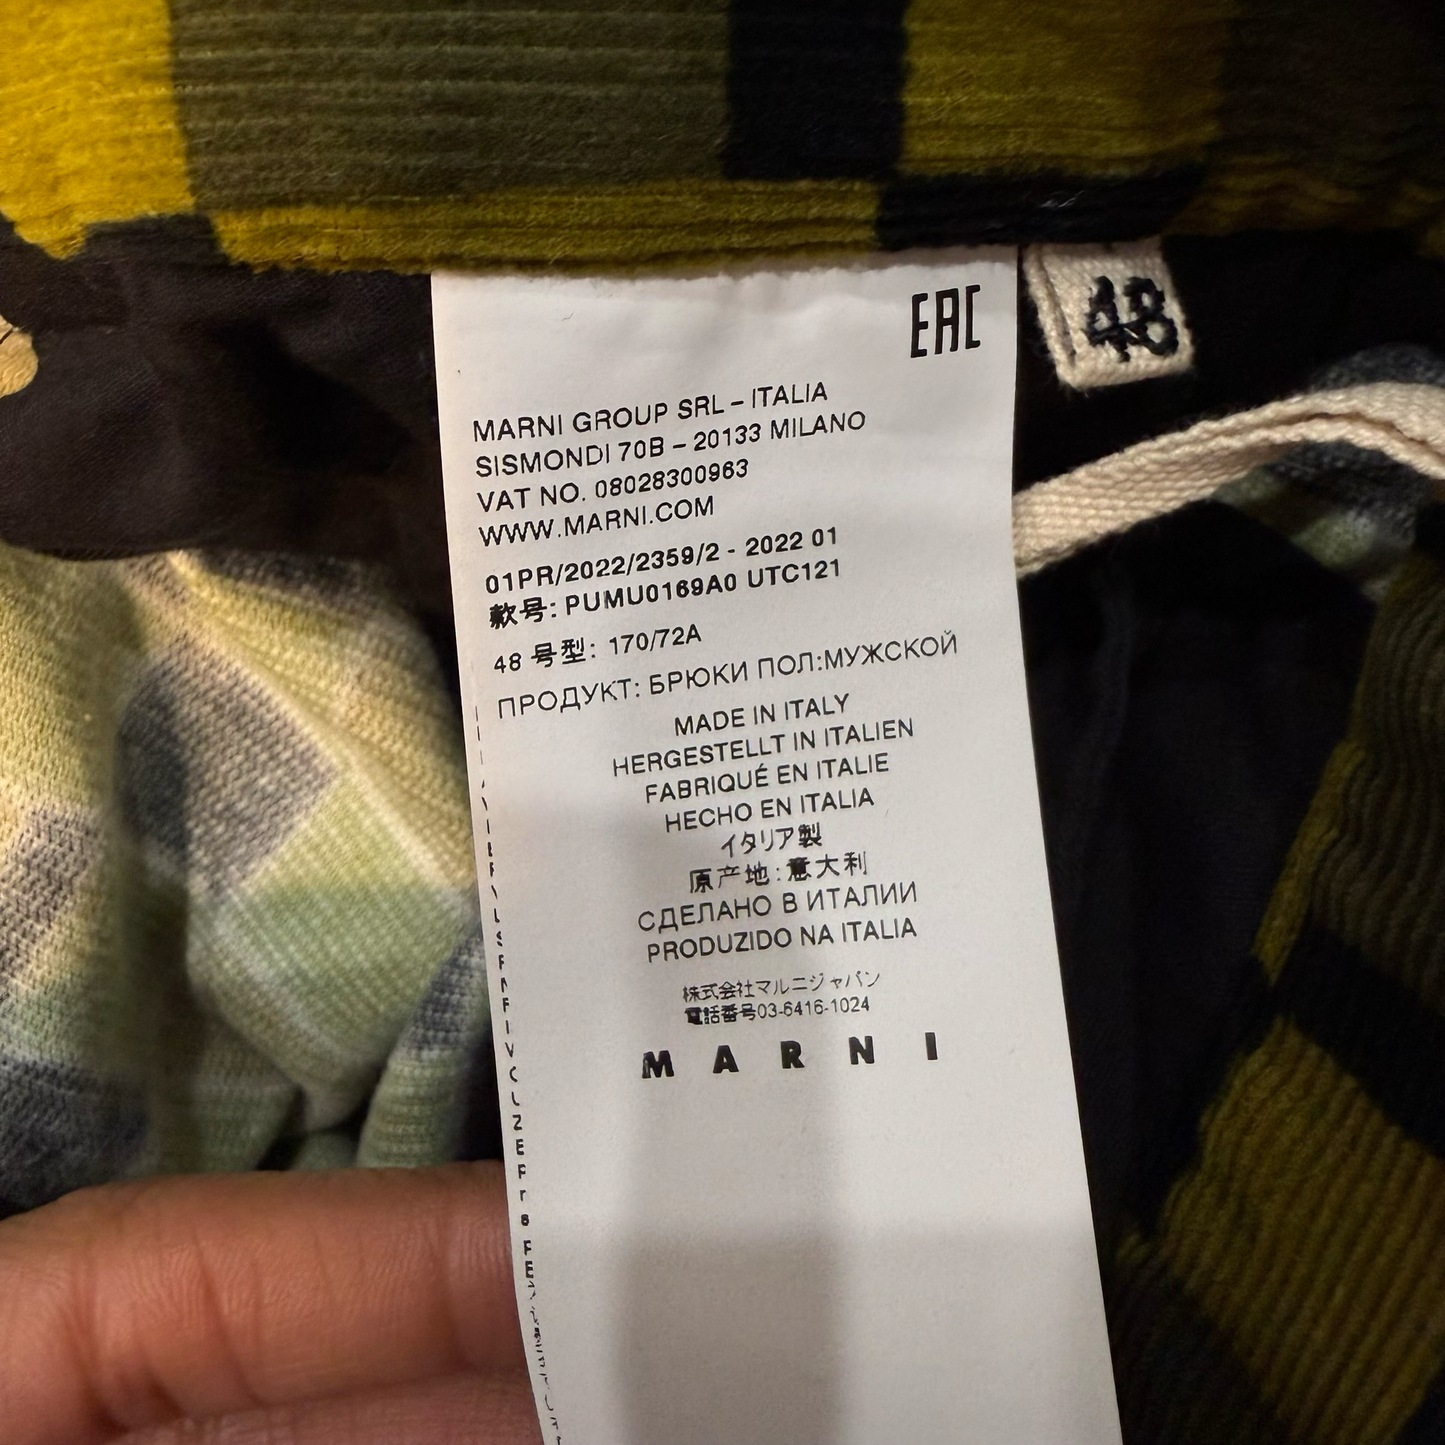 EAC
48
MARNI GROUP SRL – ITALIA
SISMONDI 70B – 20133 MILANO
VAT NO. 08028300963
WWW.MARNI.COM
01PR/2022/2359/2 - 2022 01
款号: PUMU0169A0 UTC121
48 号型: 170/72A
ПРОДУКТ: БРЮКИ ПОЛ:МУЖСКОЙ
MADE IN ITALY
HERGESTELLT IN ITALIEN
FABRIQUÉ EN ITALIE
HECHO EN ITALIA
イタリア製
原产地:意大利
СДЕЛАНО В ИТАЛИИ
PRODUZIDO NA ITALIA
株式会社マルニジャパン
電話番号03-6416-1024
MARNI